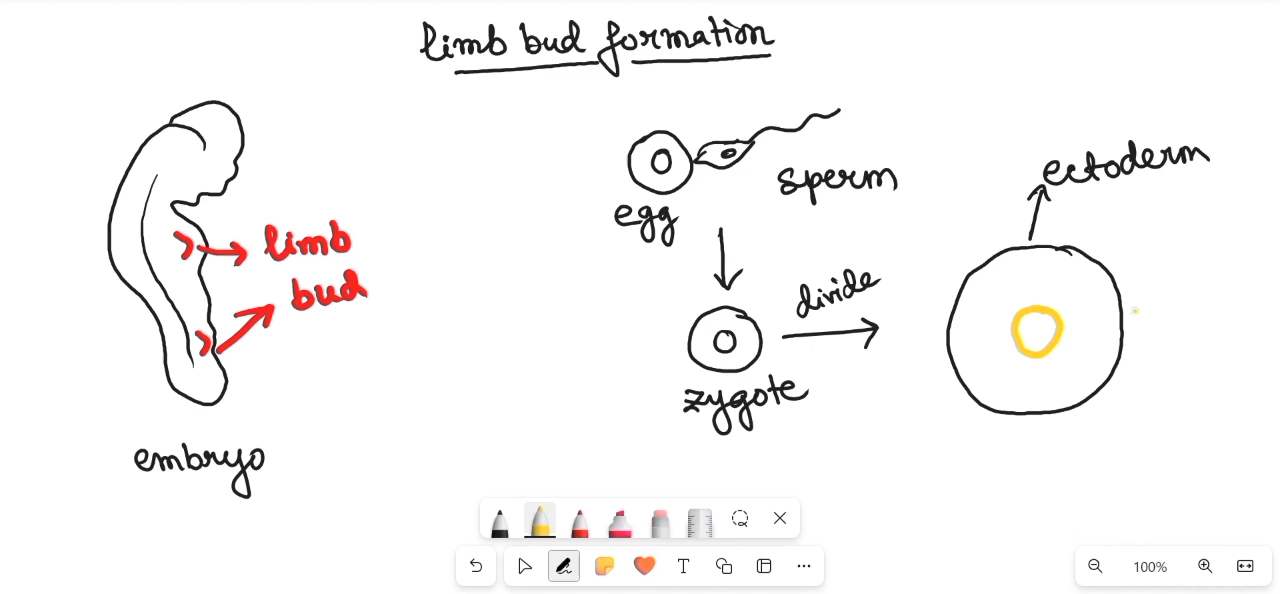 limb bud formation
ectoderm
sperm
egg
limb
bud
divide
zygote
embryo
T
100%